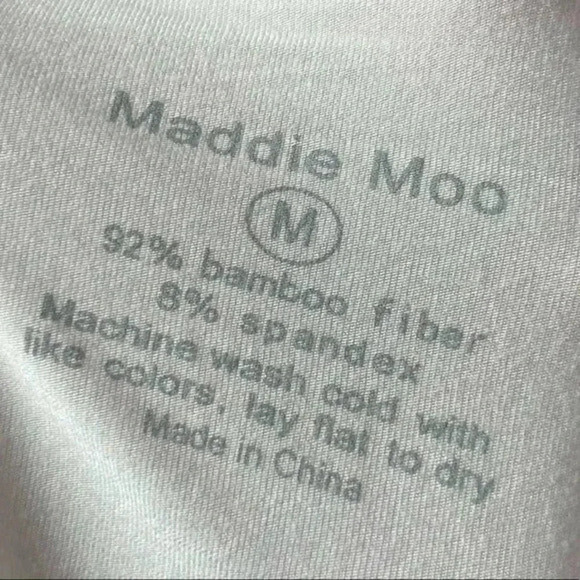 Maddie Moo
M
92% bamboo fiber
8% spandex
Machine wash cold with
like colors, lay flat to dry
Made in China